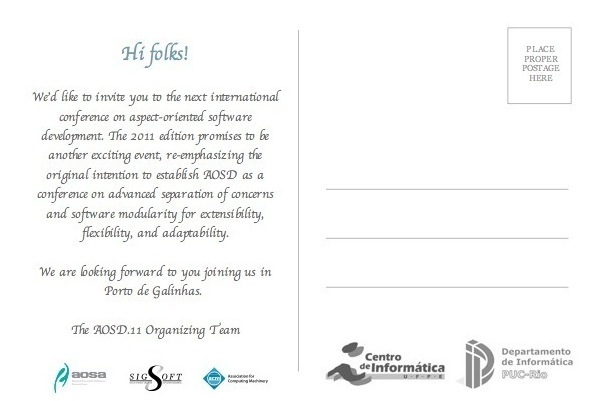 Hi folks!
We'd like to invite you to the next international
conference on aspect-oriented software
development. The 2011 edition promises to be
another exciting event, re-emphasizing the
original intention to establish AOSD as a
conference on advanced separation of concerns
and software modularity for extensibility,
flexibility, and adaptability.
We are looking forward to you joining us in
Porto de Galinhas.
The AOSD.11 Organizing Team
aosa
SIGSOFT
acm
Association for
Computing Machinery
PLACE
PROPER
POSTAGE
HERE
Centro
de Informática
UFPE
Departamento
de Informática
PUC-Rio